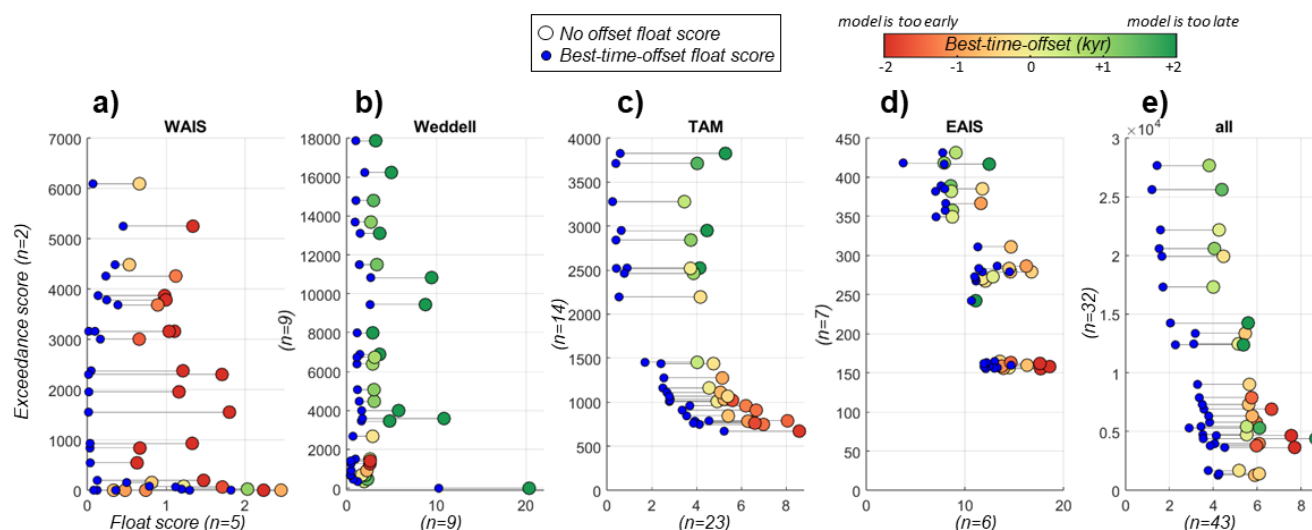 model is too early
model is too late
No offset float score
Best-time-offset float score
Best-time-offset (kyr)
-2 -1 0 +1 +2
a) b) c) d) e)
WAIS Weddell TAM EAIS all
×10⁴
7000
6000
5000
4000
3000
2000
1000
0
Exceedance score (n=2)
0 1 2
Float score (n=5)
18000
16000
14000
12000
10000
8000
6000
4000
2000
0
(n=9)
0 10 20
(n=9)
4000
3500
3000
2500
2000
1500
1000
500
0
(n=14)
0 2 4 6 8
(n=23)
450
400
350
300
250
200
150
100
50
0
(n=7)
0 10 20
(n=6)
3
2.5
2
1.5
1
0.5
0
(n=32)
0 2 4 6 8
(n=43)